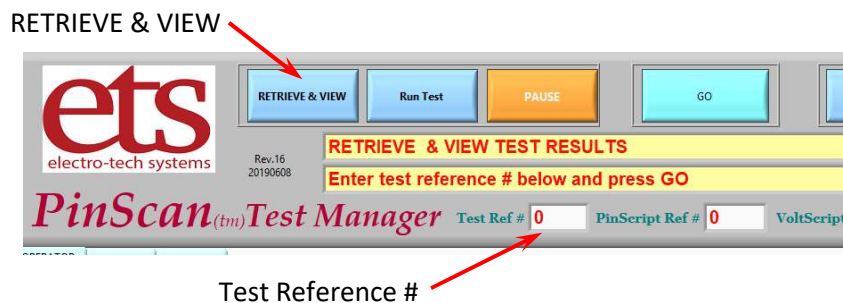 RETRIEVE & VIEW
RETRIEVE & VIEW Run Test PAUSE GO
ets
electro-tech systems
Rev.16
20190608
RETRIEVE & VIEW TEST RESULTS
Enter test reference # below and press GO
PinScan(tm)Test Manager Test Ref # 0 PinScript Ref # 0 VoltScript
Test Reference #